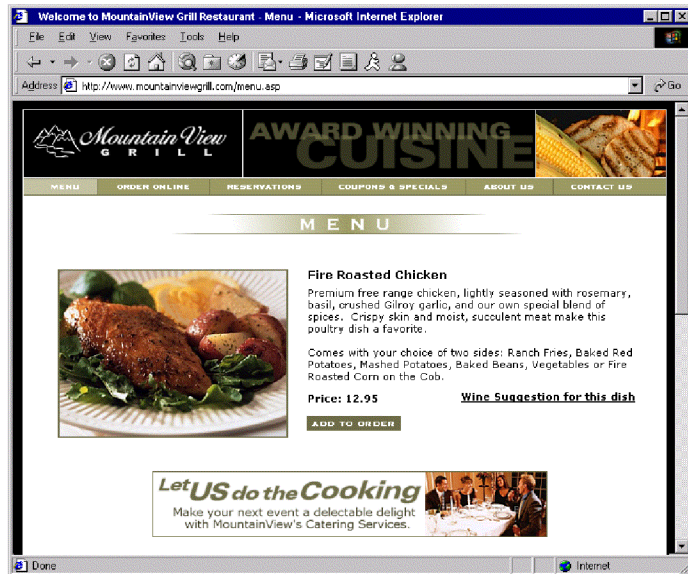 Welcome to MountainView Grill Restaurant - Menu - Microsoft Internet Explorer
File Edit View Favorites Tools Help
Address http://www.mountainviewgrill.com/menu.asp Go
Mountain View
GRILL
AWARD WINNING
CUISINE
MENU ORDER ONLINE RESERVATIONS COUPONS & SPECIALS ABOUT US CONTACT US
MENU
Fire Roasted Chicken
Premium free range chicken, lightly seasoned with rosemary,
basil, crushed Gilroy garlic, and our own special blend of
spices. Crispy skin and moist, succulent meat make this
poultry dish a favorite.
Comes with your choice of two sides: Ranch Fries, Baked Red
Potatoes, Mashed Potatoes, Baked Beans, Vegetables or Fire
Roasted Corn on the Cob.
Price: 12.95 Wine Suggestion for this dish
ADD TO ORDER
Let US do the Cooking
Make your next event a delectable delight
with MountainView's Catering Services.
Done Internet